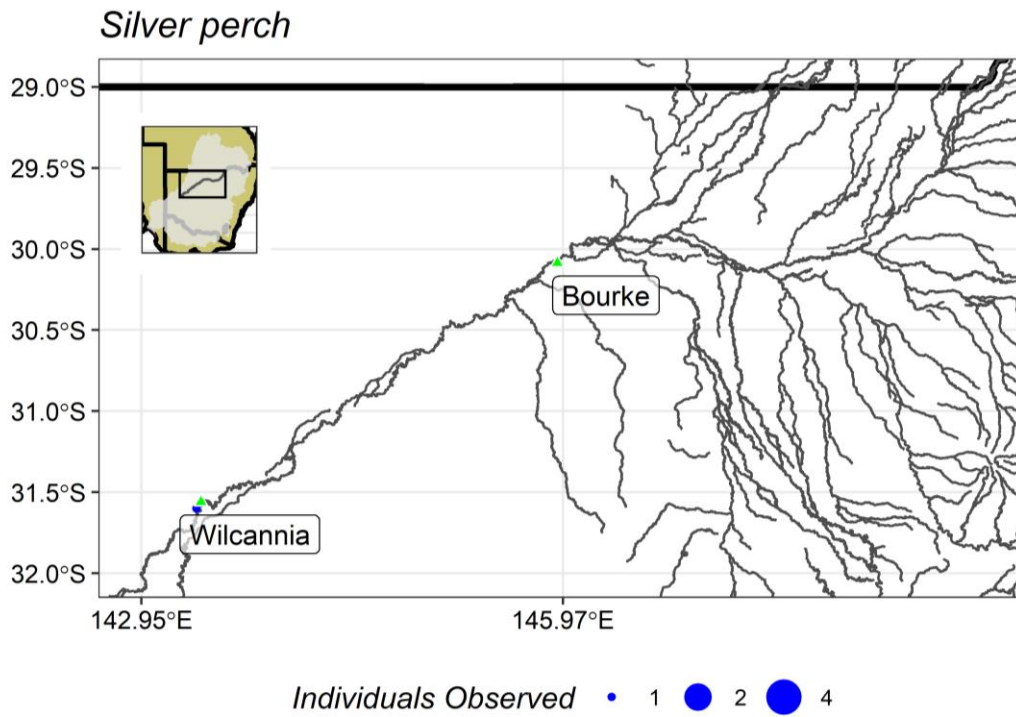 Silver perch
29.0°S
29.5°S
30.0°S
Bourke
30.5°S
31.0°S
31.5°S
Wilcannia
32.0°S
142.95°E 145.97°E
Individuals Observed 1 2 4